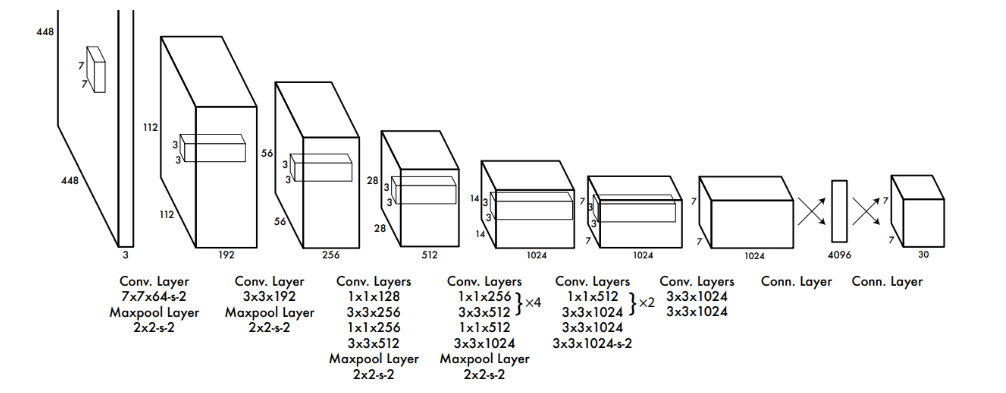 448
7
7
448
3
112
3
3
112
192
56
3
3
56
256
28
3
3
28
512
14
3
3
14
1024
7
3
3
7
1024
7
7
1024
4096
7
7
30
Conv. Layer
7x7x64-s-2
Maxpool Layer
2x2-s-2
Conv. Layer
3x3x192
Maxpool Layer
2x2-s-2
Conv. Layers
1x1x128
3x3x256
1x1x256
3x3x512
Maxpool Layer
2x2-s-2
Conv. Layers
1x1x256
3x3x512
}×4
1x1x512
3x3x1024
Maxpool Layer
2x2-s-2
Conv. Layers
1x1x512
3x3x1024
}×2
3x3x1024
3x3x1024-s-2
Conv. Layers
3x3x1024
3x3x1024
Conn. Layer
Conn. Layer